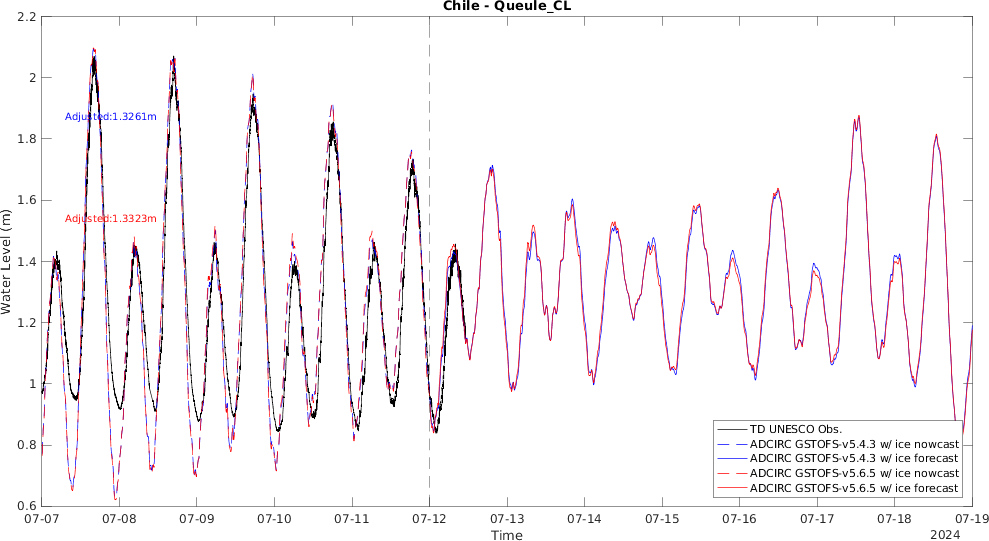 Chile - Queule_CL
2.2
2
1.8
1.6
1.4
1.2
1
0.8
0.6
Water Level (m)
Adjusted:1.3261m
Adjusted:1.3323m
TD UNESCO Obs.
ADCIRC GSTOFS-v5.4.3 w/ ice nowcast
ADCIRC GSTOFS-v5.4.3 w/ ice forecast
ADCIRC GSTOFS-v5.6.5 w/ ice nowcast
ADCIRC GSTOFS-v5.6.5 w/ ice forecast
07-07 07-08 07-09 07-10 07-11 07-12 07-13 07-14 07-15 07-16 07-17 07-18 07-19
Time
2024